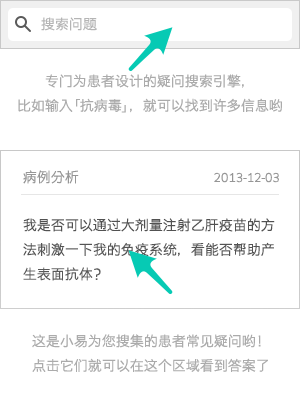 搜索问题
专门为患者设计的疑问搜索引擎，
比如输入「抗病毒」，就可以找到许多信息哟
病例分析 2013-12-03
我是否可以通过大剂量注射乙肝疫苗的方
法刺激一下我的免疫系统，看能否帮助产
生表面抗体？
这是小易为您搜集的患者常见疑问哟！
点击它们就可以在这个区域看到答案了